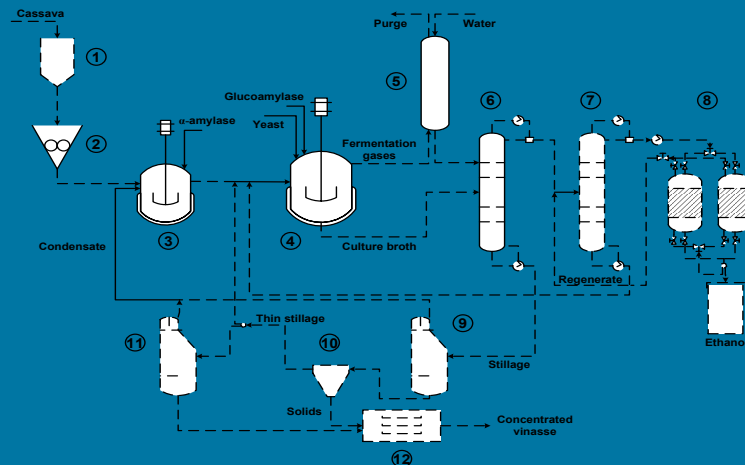 Cassava
1
2
α-amylase
3
Glucoamylase
Yeast
4
Purge
Water
5
Fermentation
gases
Culture broth
6
7
8
Condensate
Regenerate
Ethano
Thin stillage
9
Stillage
10
11
Solids
12
Concentrated
vinasse